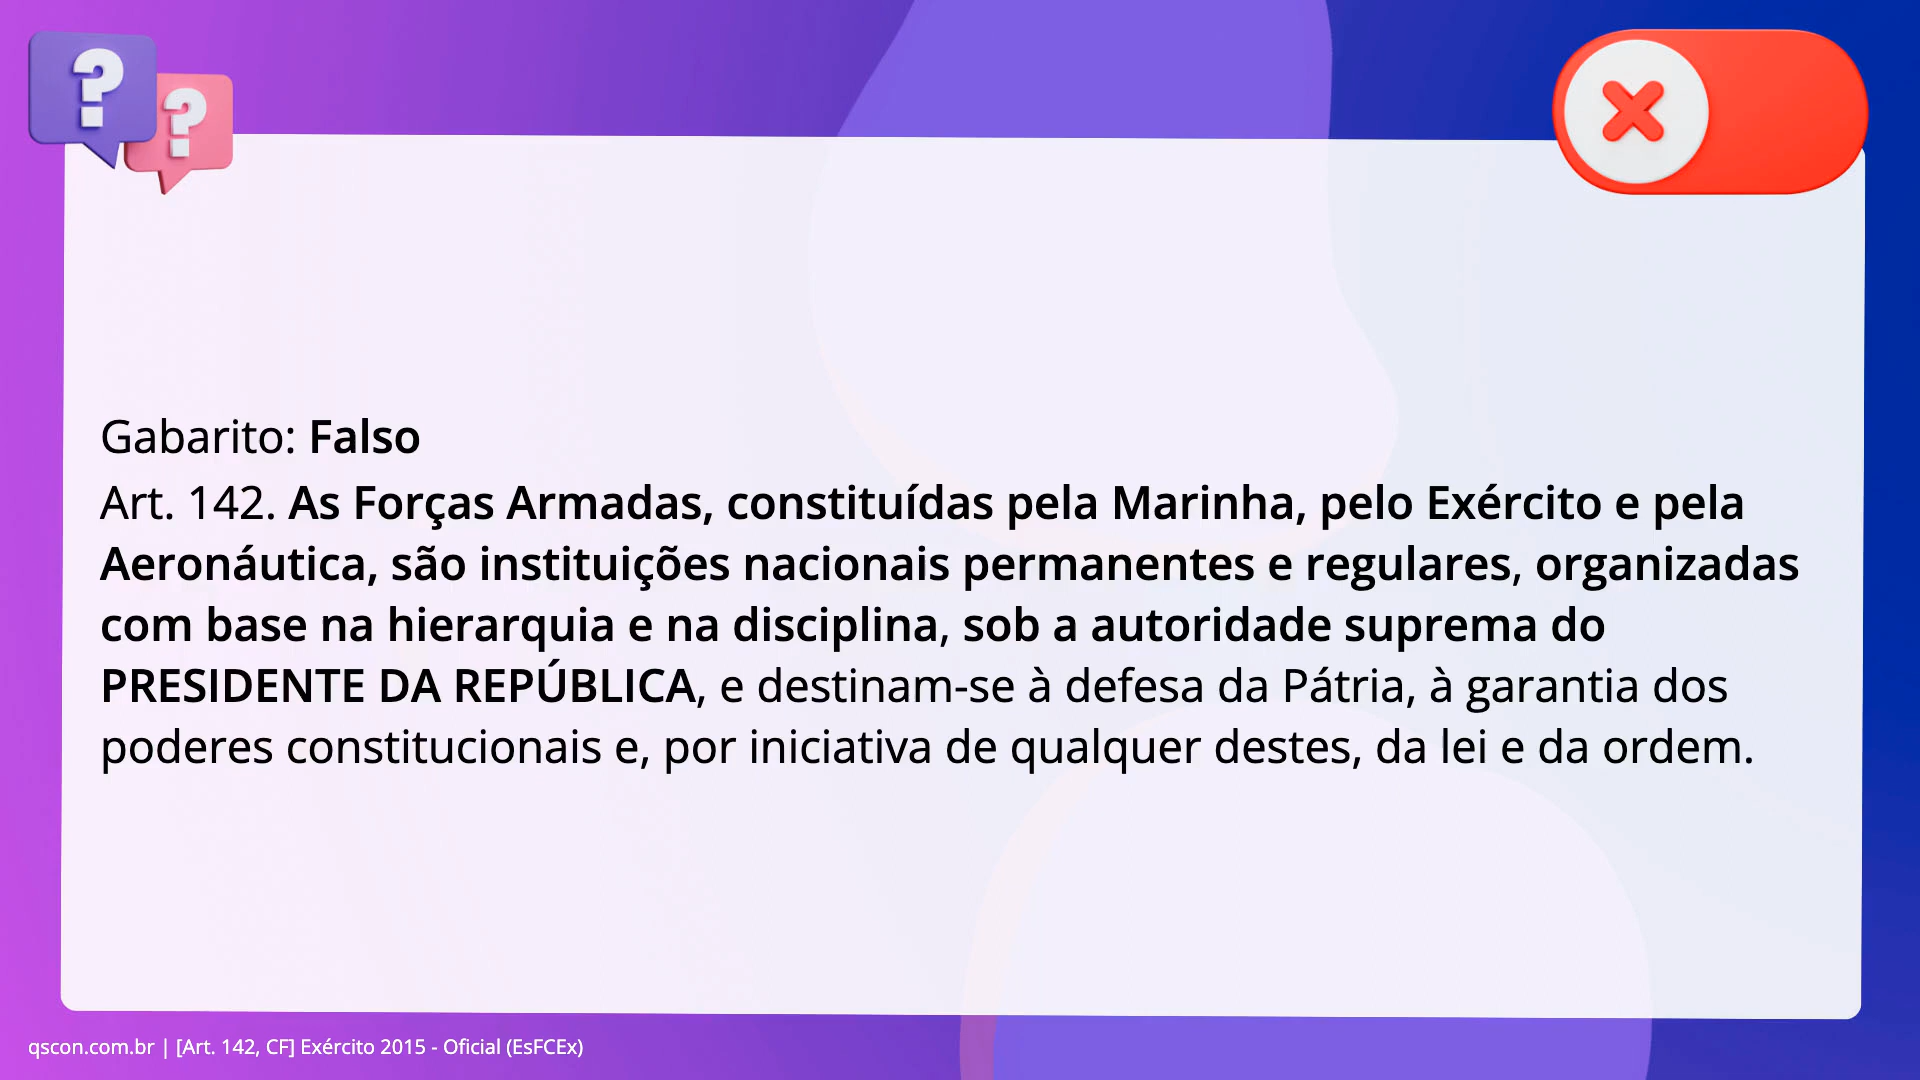 ?
?
Gabarito: Falso
Art. 142. As Forças Armadas, constituídas pela Marinha, pelo Exército e pela
Aeronáutica, são instituições nacionais permanentes e regulares, organizadas
com base na hierarquia e na disciplina, sob a autoridade suprema do
PRESIDENTE DA REPÚBLICA, e destinam-se à defesa da Pátria, à garantia dos
poderes constitucionais e, por iniciativa de qualquer destes, da lei e da ordem.
qscon.com.br | [Art. 142, CF] Exército 2015 - Oficial (EsFCEx)